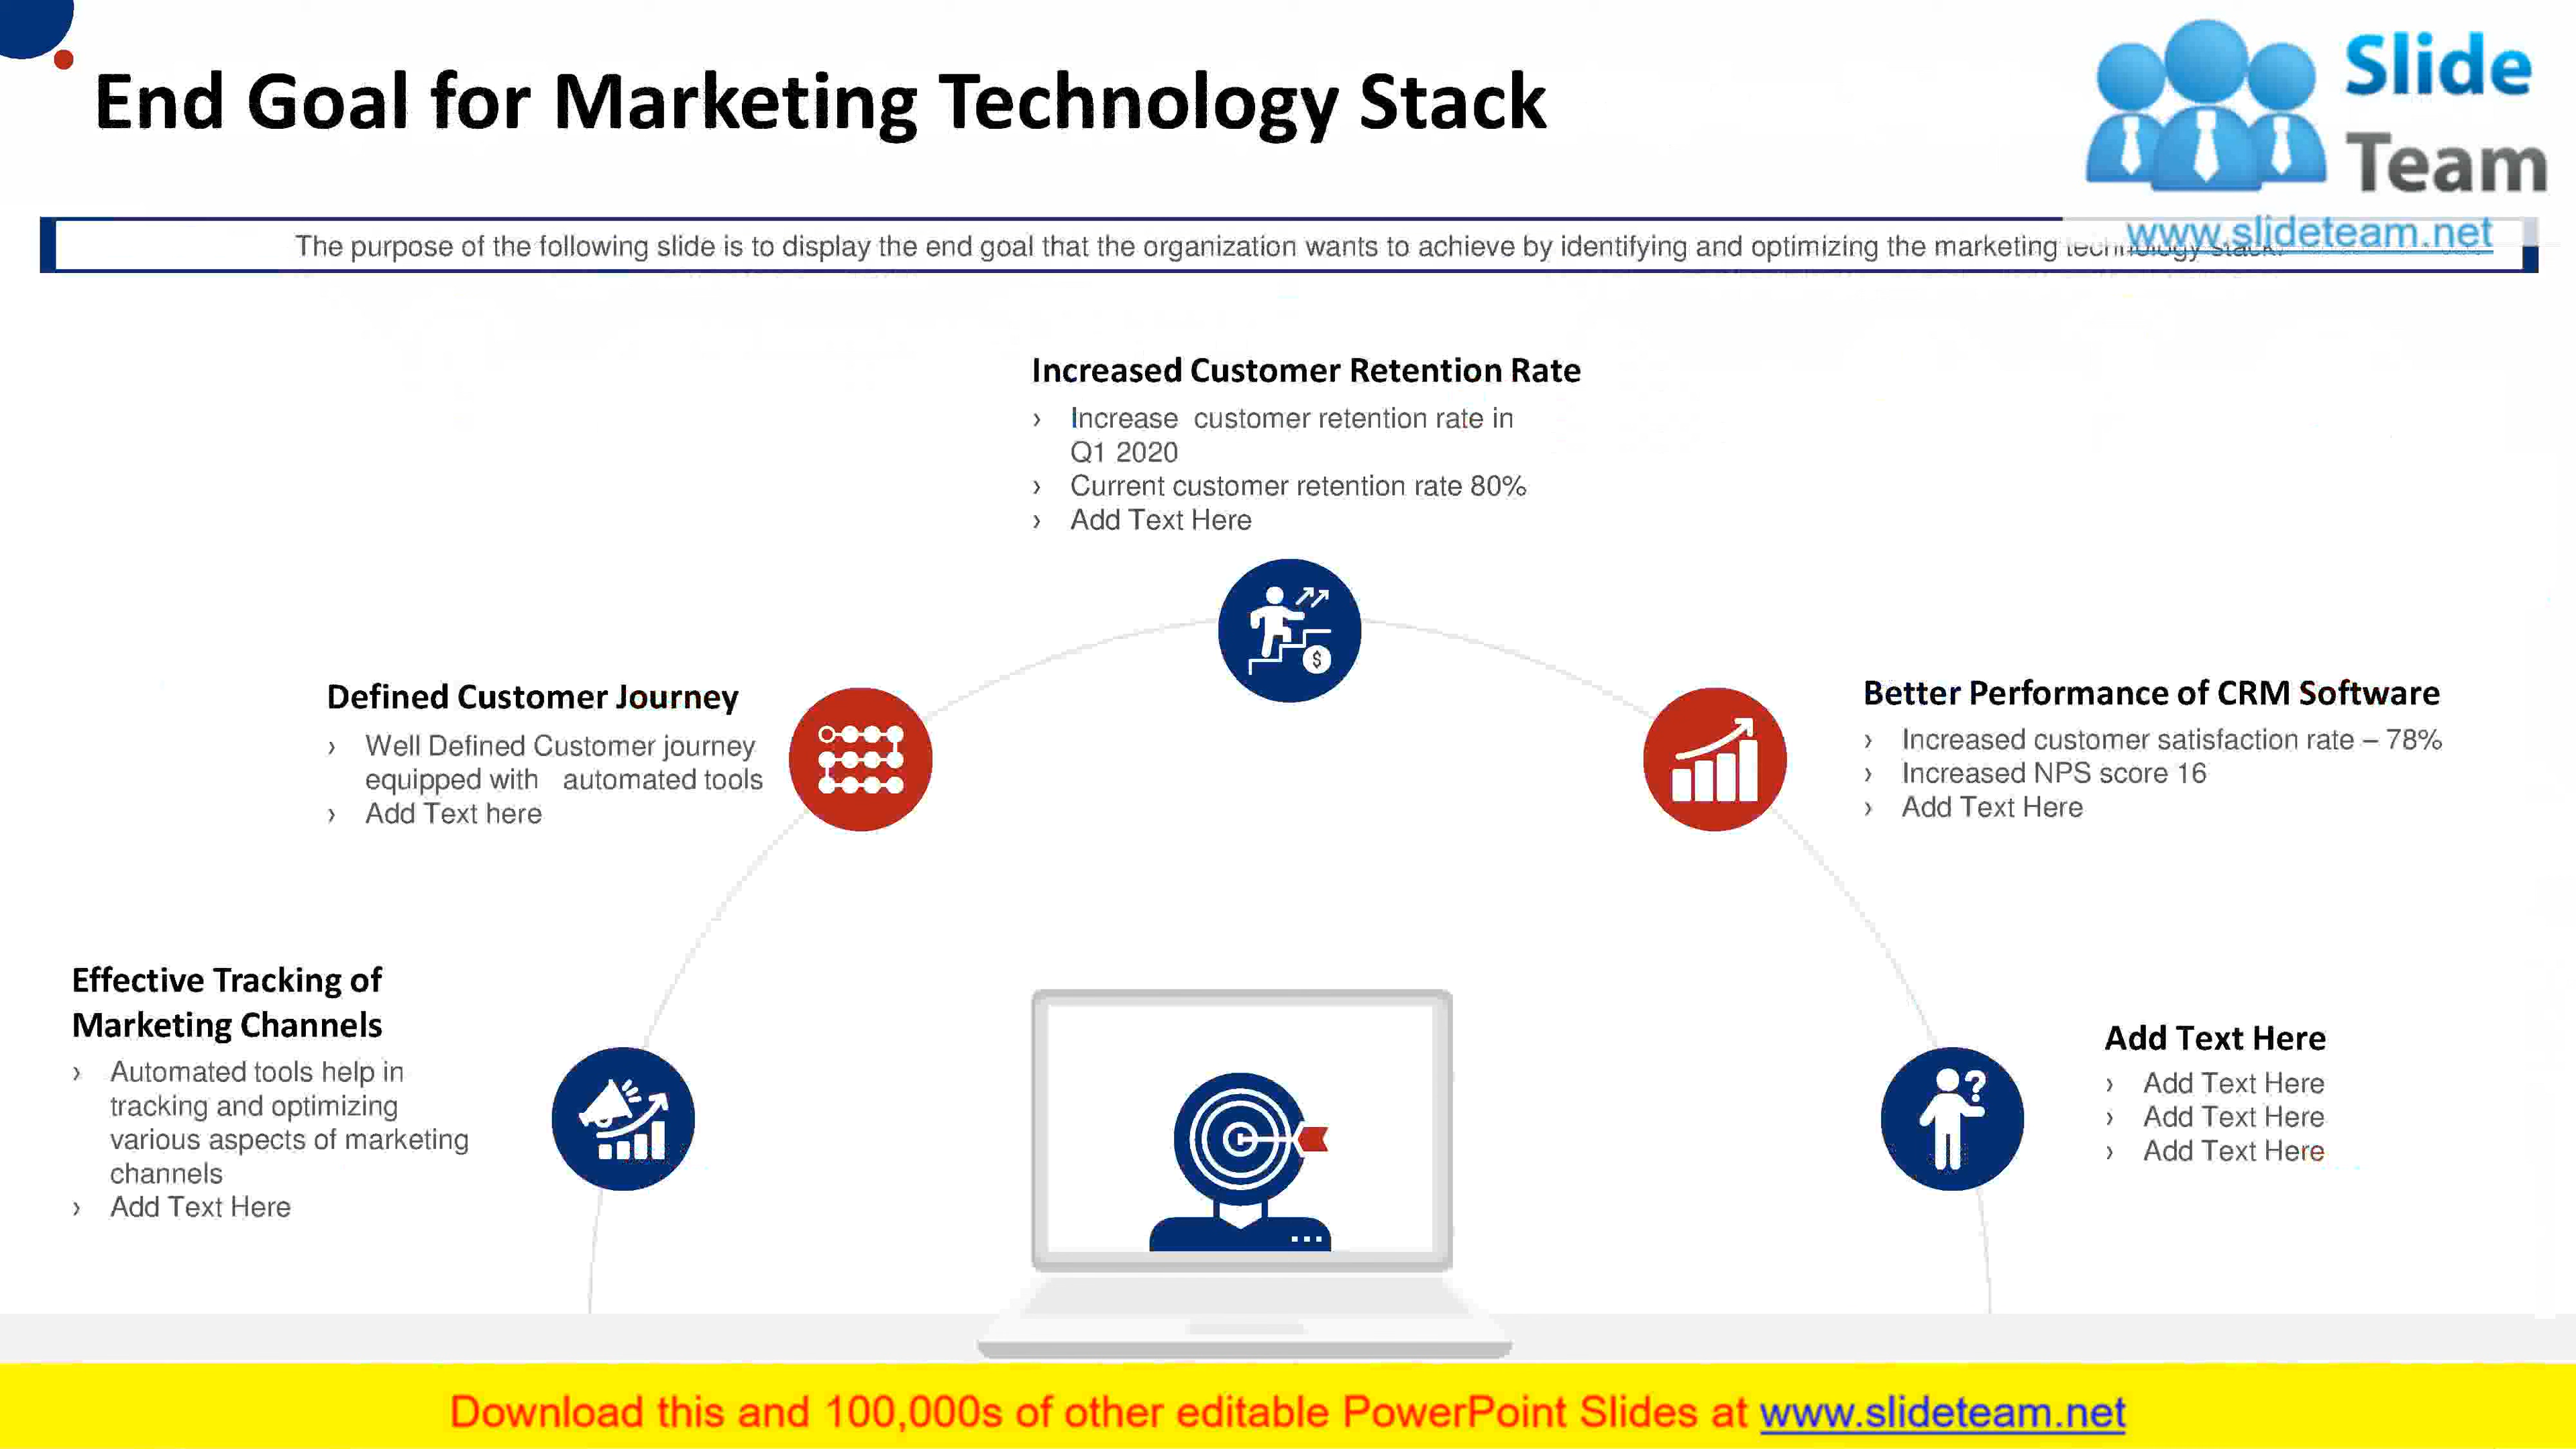 End Goal for Marketing Technology Stack
Slide
Team
www.slideteam.net
The purpose of the following slide is to display the end goal that the organization wants to achieve by identifying and optimizing the marketing technology stack.
Increased Customer Retention Rate
› Increase customer retention rate in
Q1 2020
› Current customer retention rate 80%
› Add Text Here
Defined Customer Journey
› Well Defined Customer journey
equipped with automated tools
› Add Text here
Better Performance of CRM Software
› Increased customer satisfaction rate – 78%
› Increased NPS score 16
› Add Text Here
Effective Tracking of
Marketing Channels
› Automated tools help in
tracking and optimizing
various aspects of marketing
channels
› Add Text Here
Add Text Here
› Add Text Here
› Add Text Here
› Add Text Here
Download this and 100,000s of other editable PowerPoint Slides at www.slideteam.net